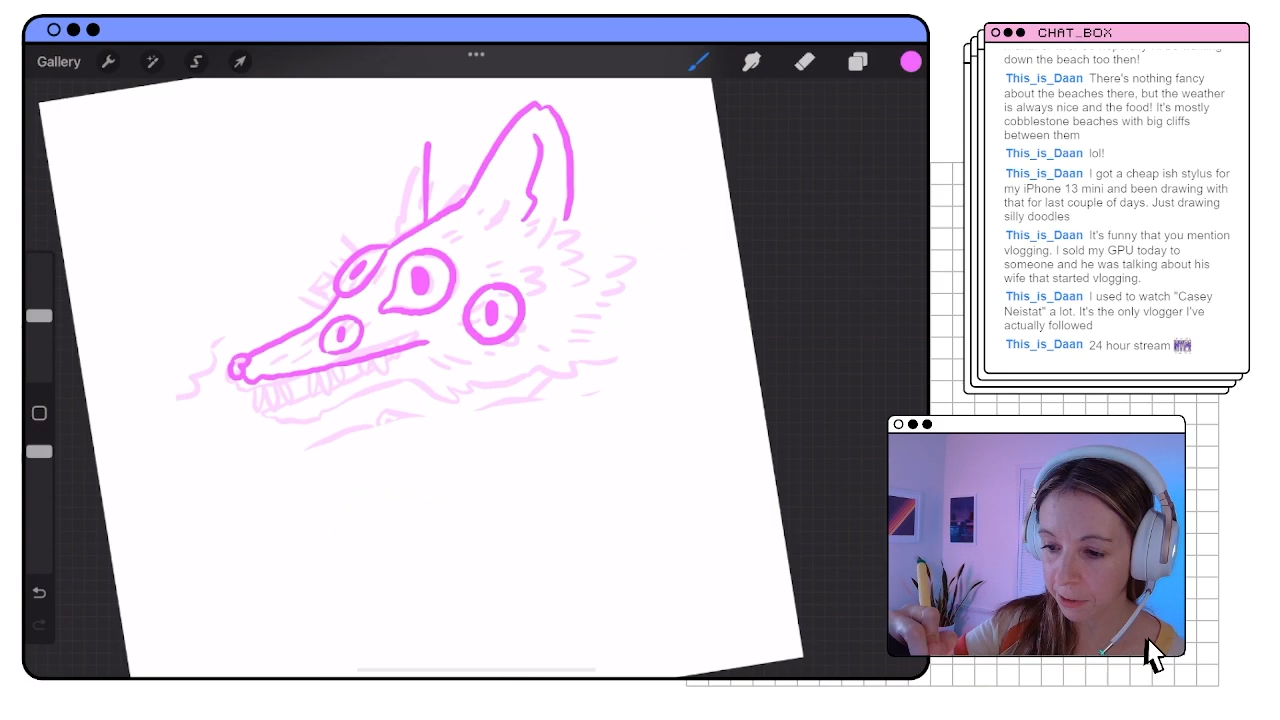 Gallery
CHAT_BOX
down the beach too then!
This_is_Daan There's nothing fancy
about the beaches there, but the weather
is always nice and the food! It's mostly
cobblestone beaches with big cliffs
between them
This_is_Daan lol!
This_is_Daan I got a cheap ish stylus for
my iPhone 13 mini and been drawing with
that for last couple of days. Just drawing
silly doodles
This_is_Daan It's funny that you mention
vlogging. I sold my GPU today to
someone and he was talking about his
wife that started vlogging.
This_is_Daan I used to watch "Casey
Neistat" a lot. It's the only vlogger I've
actually followed
This_is_Daan 24 hour stream